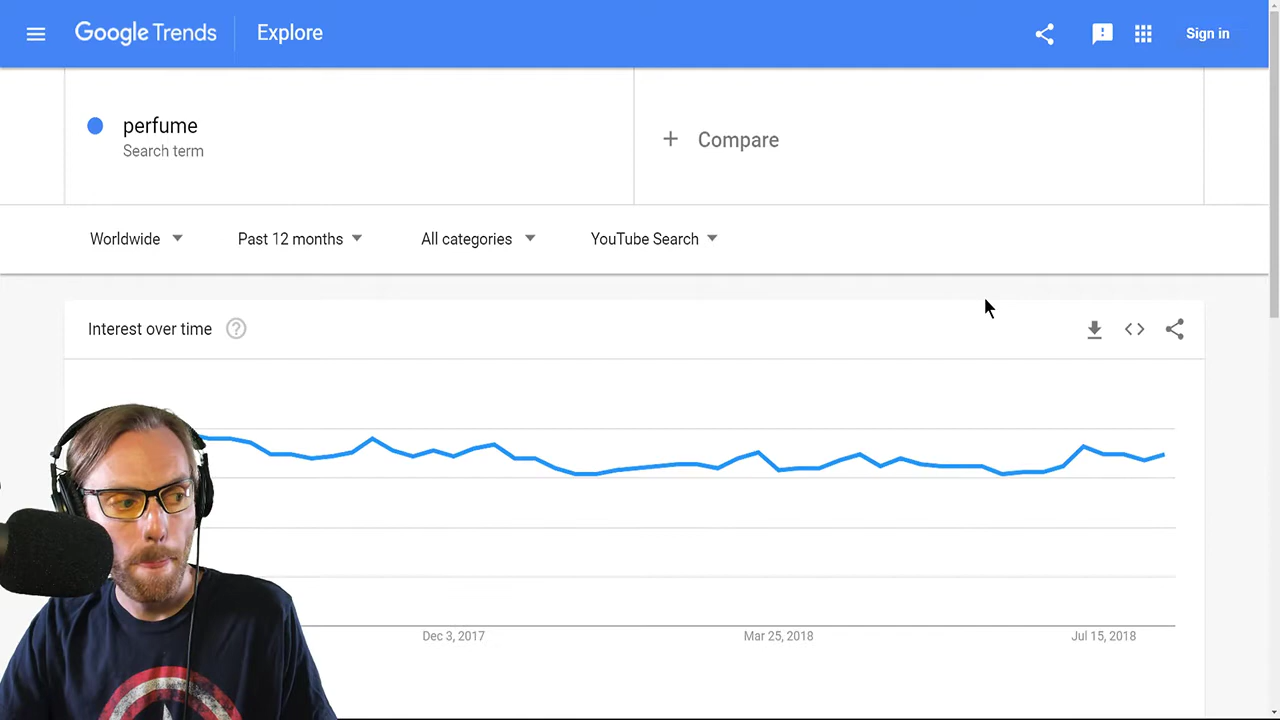 Google Trends
Explore
Sign in
perfume
Search term
+ Compare
Worldwide
Past 12 months
All categories
YouTube Search
Interest over time
Dec 3, 2017
Mar 25, 2018
Jul 15, 2018